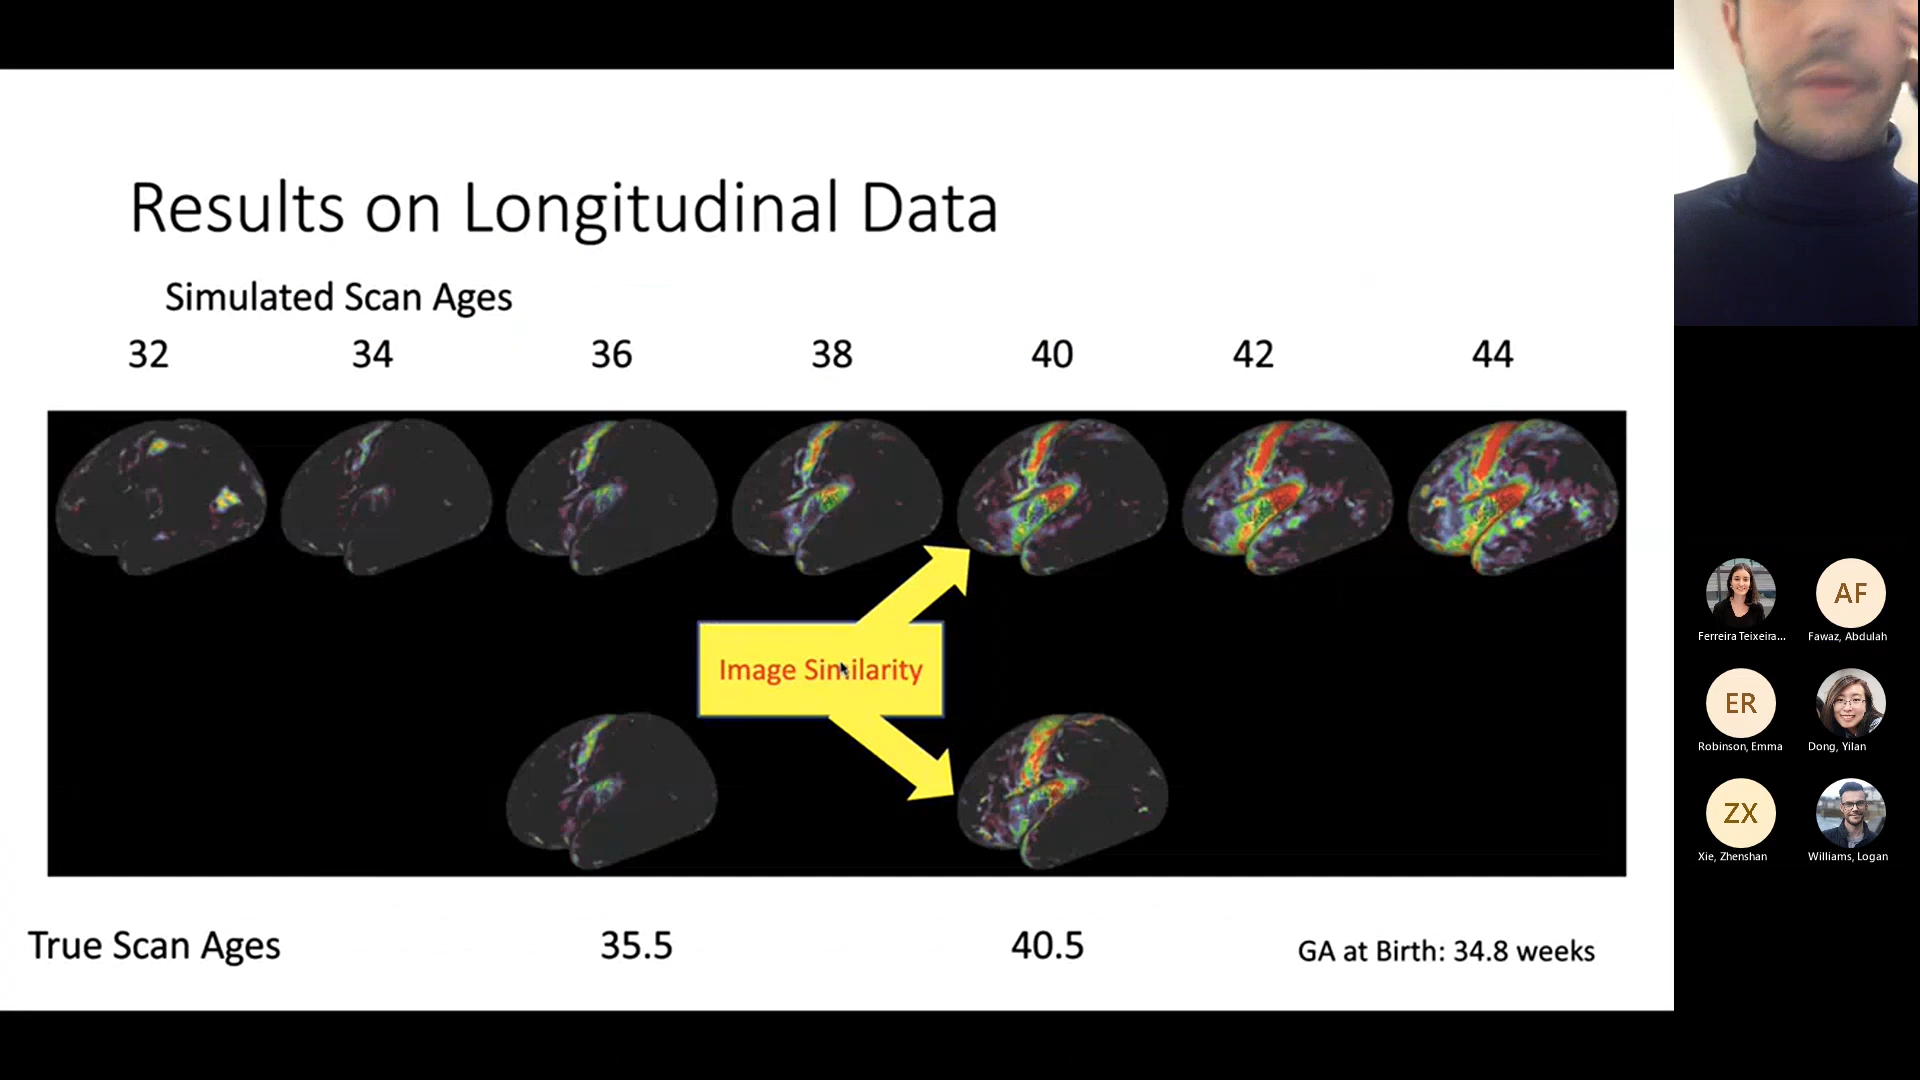 Results on Longitudinal Data
Simulated Scan Ages
32 34 36 38 40 42 44
Image Similarity
True Scan Ages 35.5 40.5 GA at Birth: 34.8 weeks
AF
Ferreira Teixeira... Fawaz, Abdulah
ER
Robinson, Emma Dong, Yilan
ZX
Xie, Zhenshan Williams, Logan